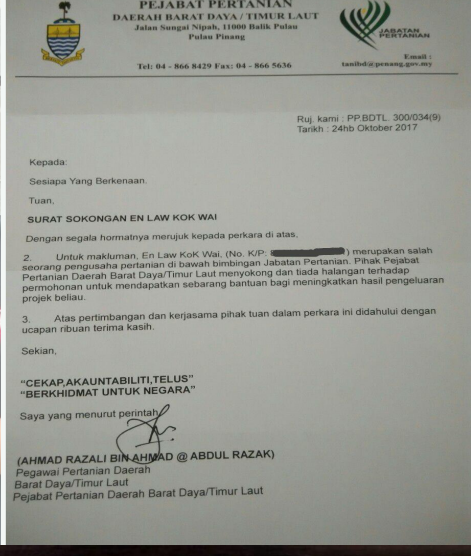 PEJABAT PERTANIAN
DAERAH BARAT DAYA / TIMUR LAUT
Jalan Sungai Nipah, 11000 Balik Pulau
Pulau Pinang
Tel: 04 - 866 8429 Fax: 04 - 866 5636
JABATAN
PERTANIAN
Email :
tanibd@penang.gov.my
Ruj. kami : PP.BDTL. 300/034(9)
Tarikh : 24hb Oktober 2017
Kepada:
Sesiapa Yang Berkenaan.
Tuan,
SURAT SOKONGAN EN LAW KOK WAI
Dengan segala hormatnya merujuk kepada perkara di atas.
2. Untuk makluman, En Law KoK Wai, (No. K/P: ) merupakan salah
seorang pengusaha pertanian di bawah bimbingan Jabatan Pertanian. Pihak Pejabat
Pertanian Daerah Barat Daya/Timur Laut menyokong dan tiada halangan terhadap
permohonan untuk mendapatkan sebarang bantuan bagi meningkatkan hasil pengeluaran
projek beliau.
3. Atas pertimbangan dan kerjasama pihak tuan dalam perkara ini didahului dengan
ucapan ribuan terima kasih.
Sekian,
“CEKAP,AKAUNTABILITI,TELUS”
“BERKHIDMAT UNTUK NEGARA”
Saya yang menurut perintah,
(AHMAD RAZALI BIN AHMAD @ ABDUL RAZAK)
Pegawai Pertanian Daerah
Barat Daya/Timur Laut
Pejabat Pertanian Daerah Barat Daya/Timur Laut